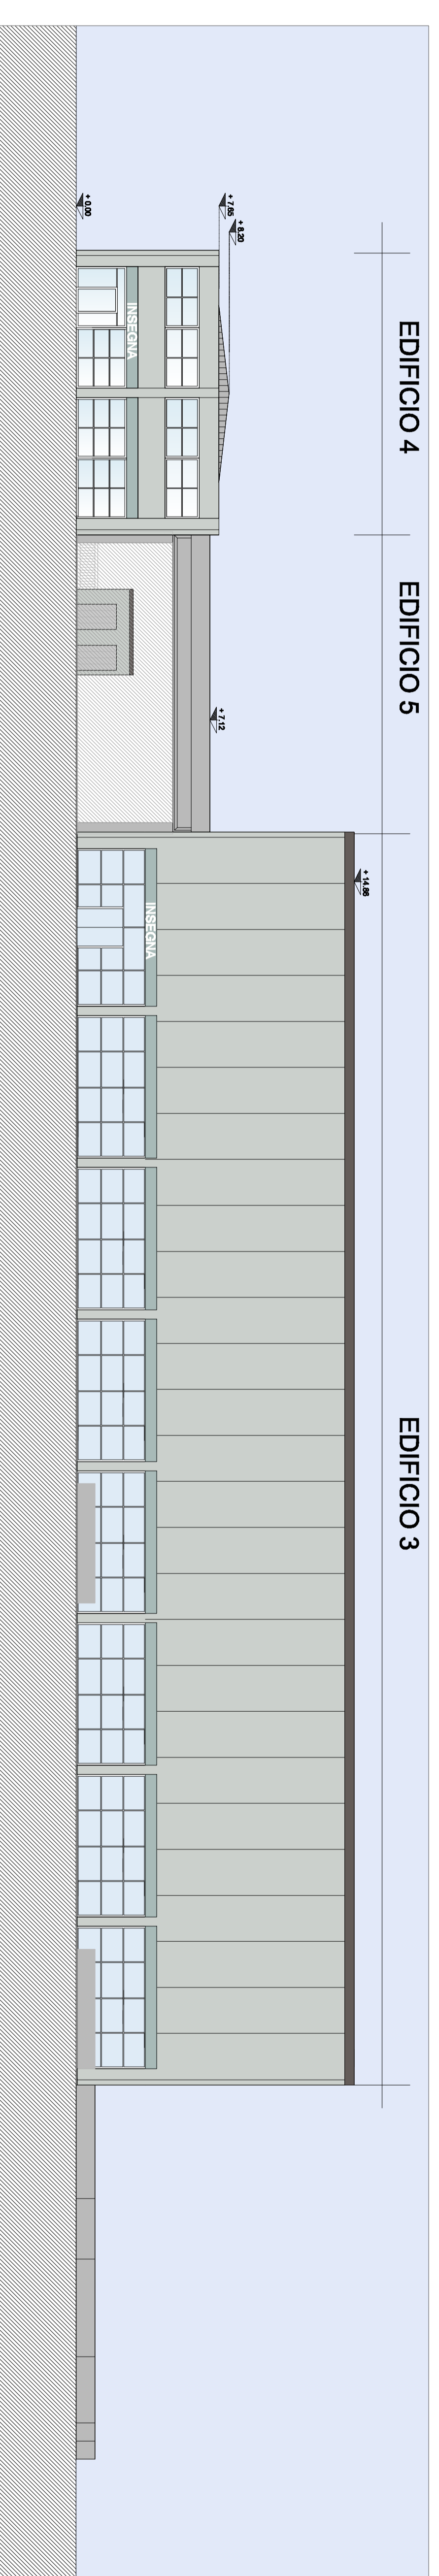 EDIFICIO 4
EDIFICIO 5
EDIFICIO 3
+ 0.00
+ 7.65
+ 8.20
+ 7.12
+ 14.86
INSEGNA
INSEGNA